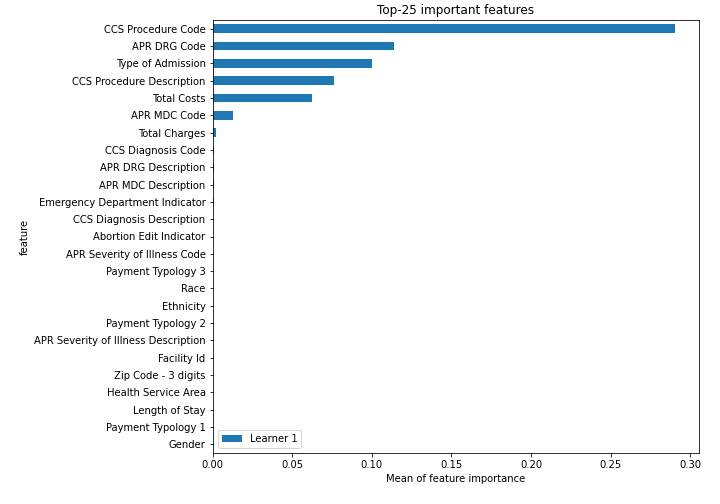 Top-25 important features
CCS Procedure Code
APR DRG Code
Type of Admission
CCS Procedure Description
Total Costs
APR MDC Code
Total Charges
CCS Diagnosis Code
APR DRG Description
APR MDC Description
Emergency Department Indicator
CCS Diagnosis Description
Abortion Edit Indicator
APR Severity of Illness Code
Payment Typology 3
Race
Ethnicity
Payment Typology 2
APR Severity of Illness Description
Facility Id
Zip Code - 3 digits
Health Service Area
Length of Stay
Payment Typology 1
Gender
feature
Learner 1
0.00 0.05 0.10 0.15 0.20 0.25 0.30
Mean of feature importance